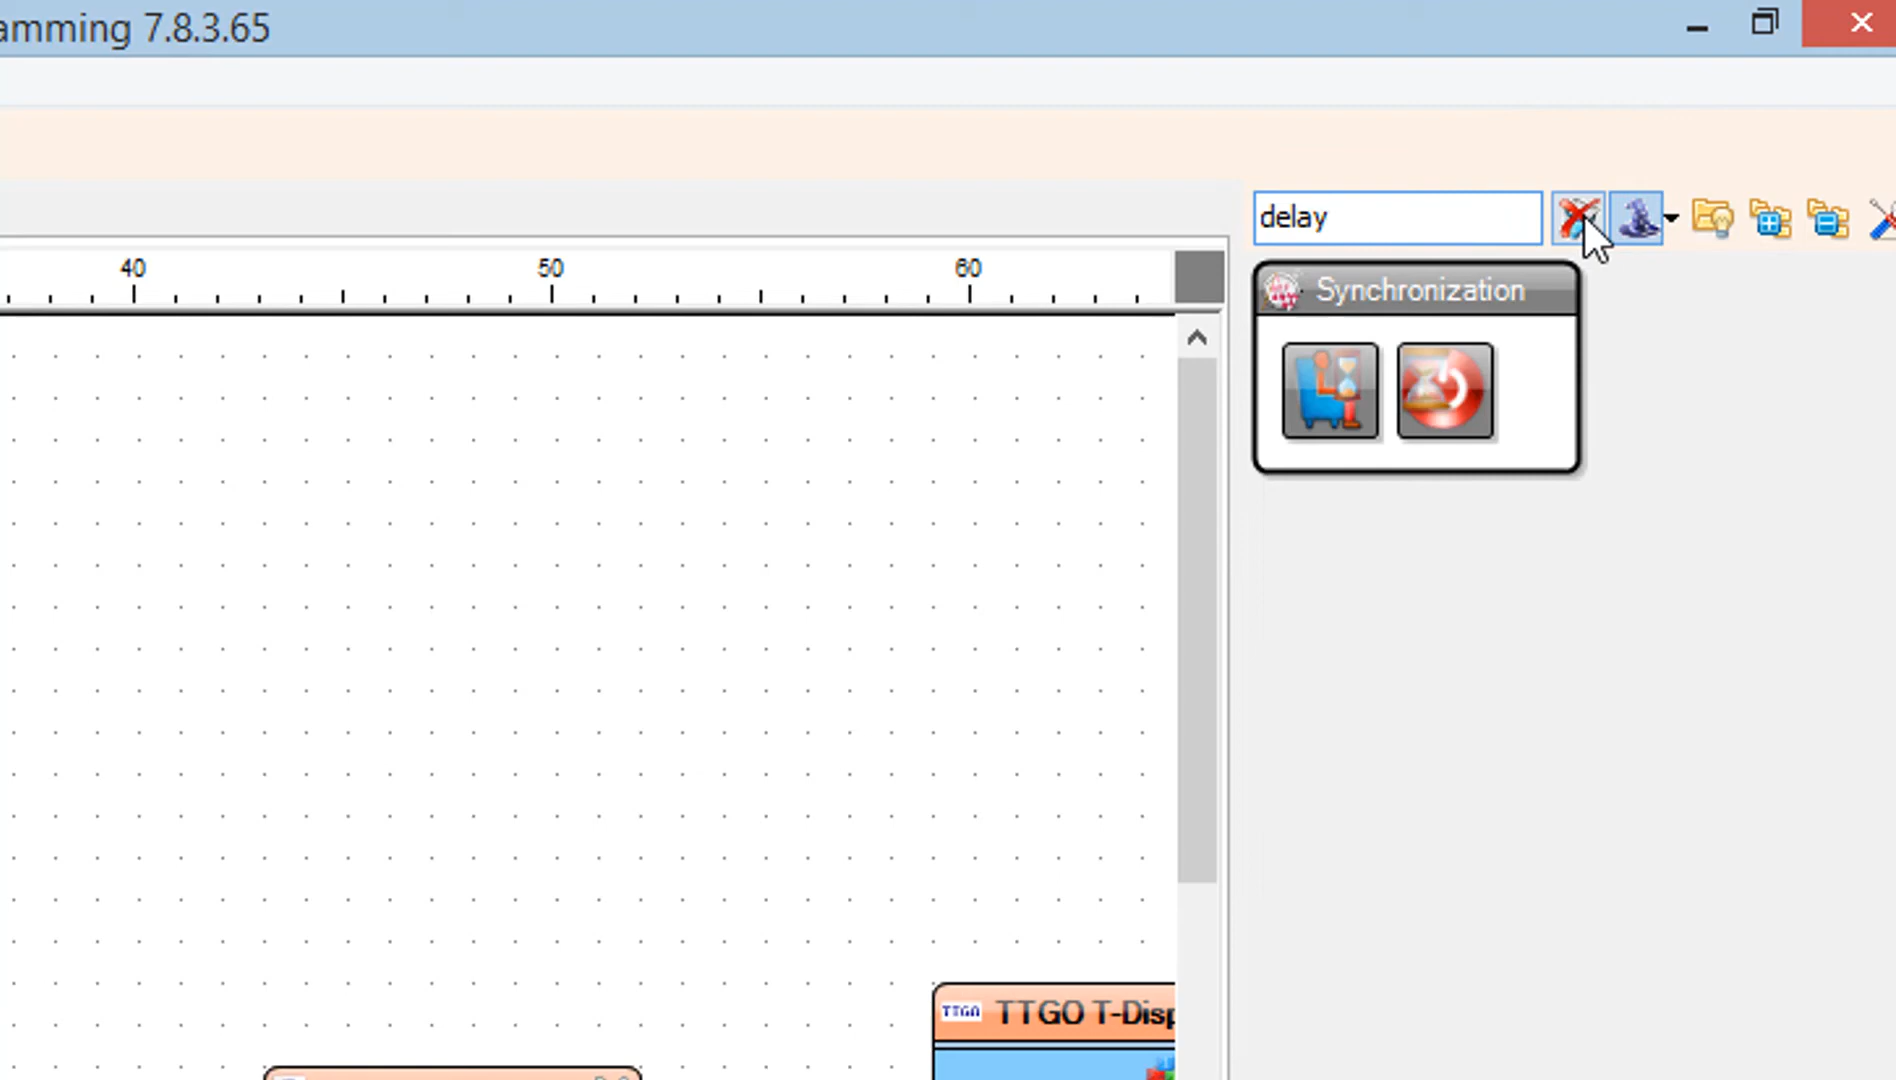 amming 7.8.3.65
delay
40 50 60
Synchronization
TTGO TTGO T-Disp